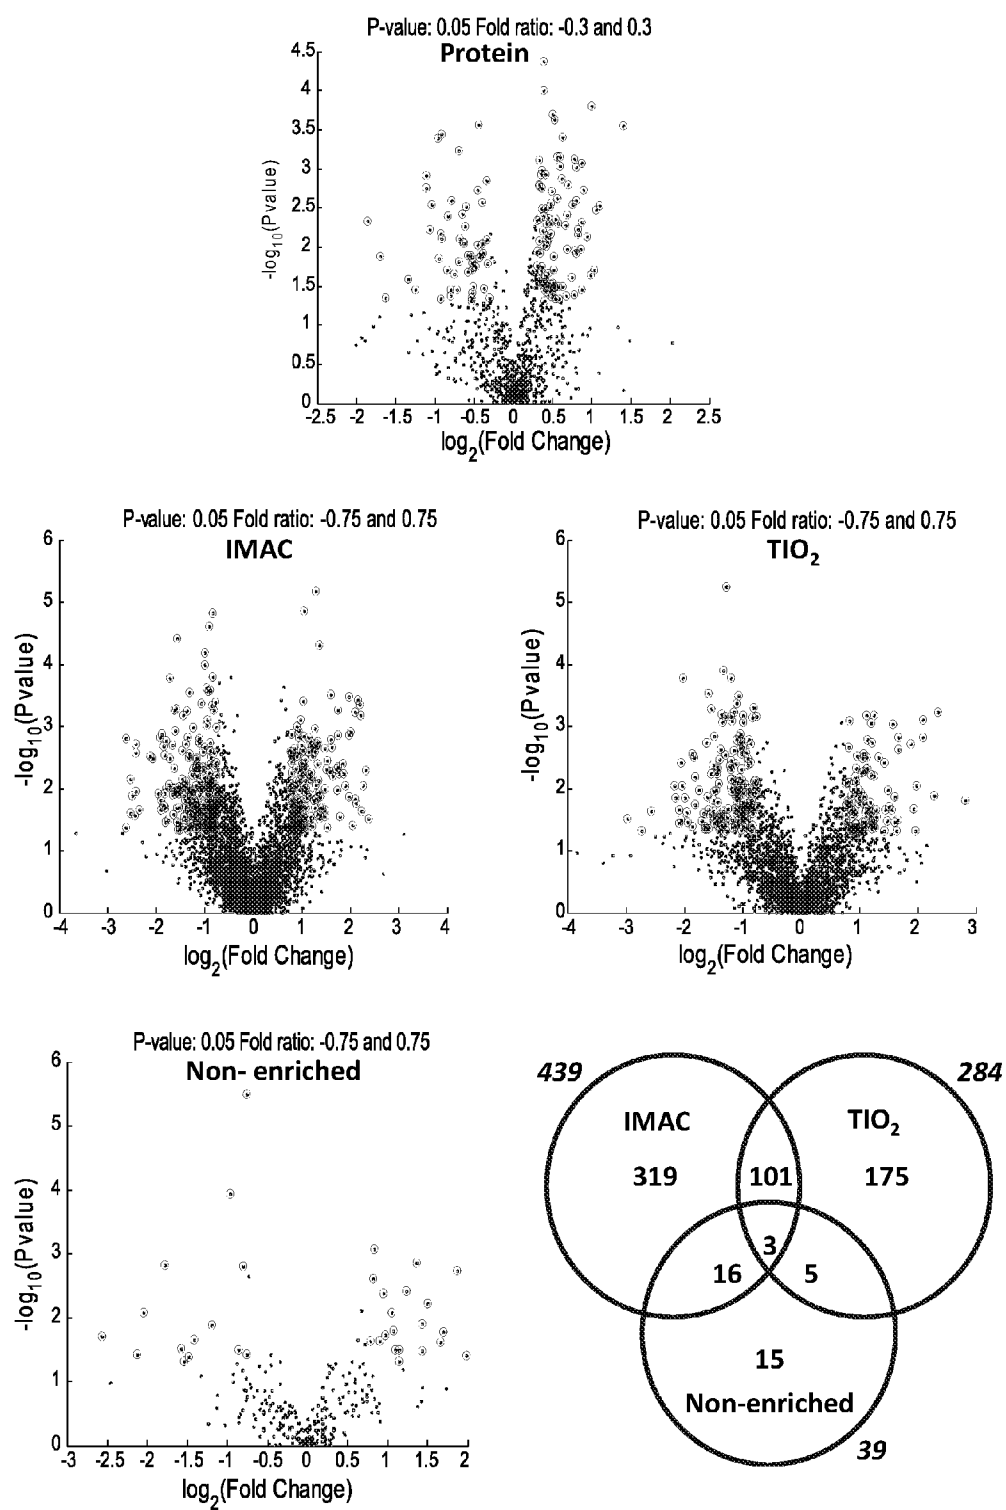 P-value: 0.05 Fold ratio: -0.3 and 0.3
Protein
4.5
4
3.5
3
2.5
2
1.5
1
0.5
0
-log10(Pvalue)
-2.5 -2 -1.5 -1 -0.5 0 0.5 1 1.5 2 2.5
log2(Fold Change)
P-value: 0.05 Fold ratio: -0.75 and 0.75
IMAC
6
5
4
3
2
1
0
-log10(Pvalue)
-4 -3 -2 -1 0 1 2 3 4
log2(Fold Change)
P-value: 0.05 Fold ratio: -0.75 and 0.75
TIO2
6
5
4
3
2
1
0
-log10(Pvalue)
-4 -3 -2 -1 0 1 2 3
log2(Fold Change)
P-value: 0.05 Fold ratio: -0.75 and 0.75
Non- enriched
6
5
4
3
2
1
0
-log10(Pvalue)
-3 -2.5 -2 -1.5 -1 -0.5 0 0.5 1 1.5 2
log2(Fold Change)
439
284
IMAC
TIO2
319
101
175
3
16
5
15
Non-enriched
39